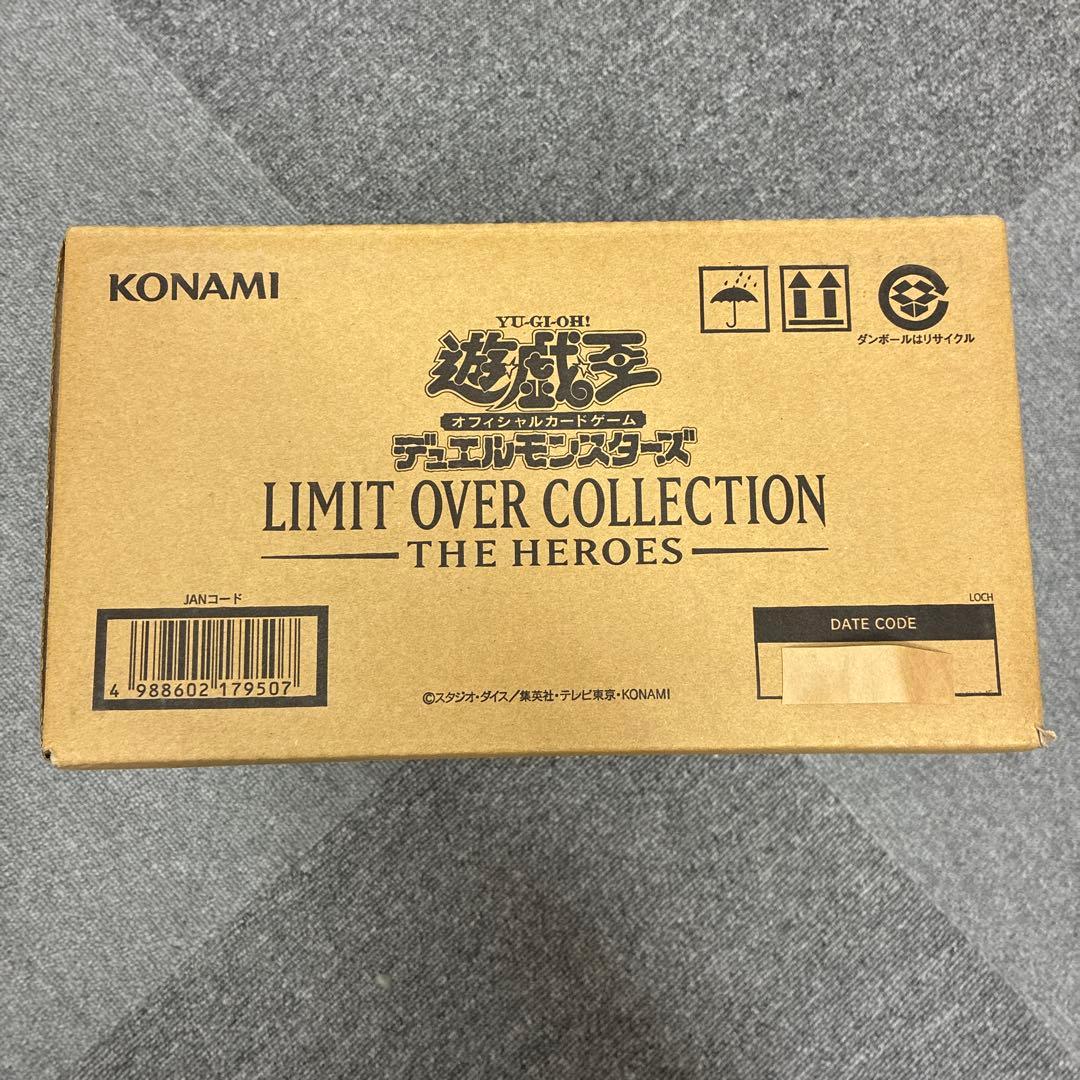 KONAMI
YU-GI-OH!
遊戯王
オフィシャルカードゲーム
デュエルモンスターズ
LIMIT OVER COLLECTION
THE HEROES
ダンボールはリサイクル
JANコード
4 988602 179507
LOCH
DATE CODE
©スタジオ・ダイス／集英社・テレビ東京・KONAMI